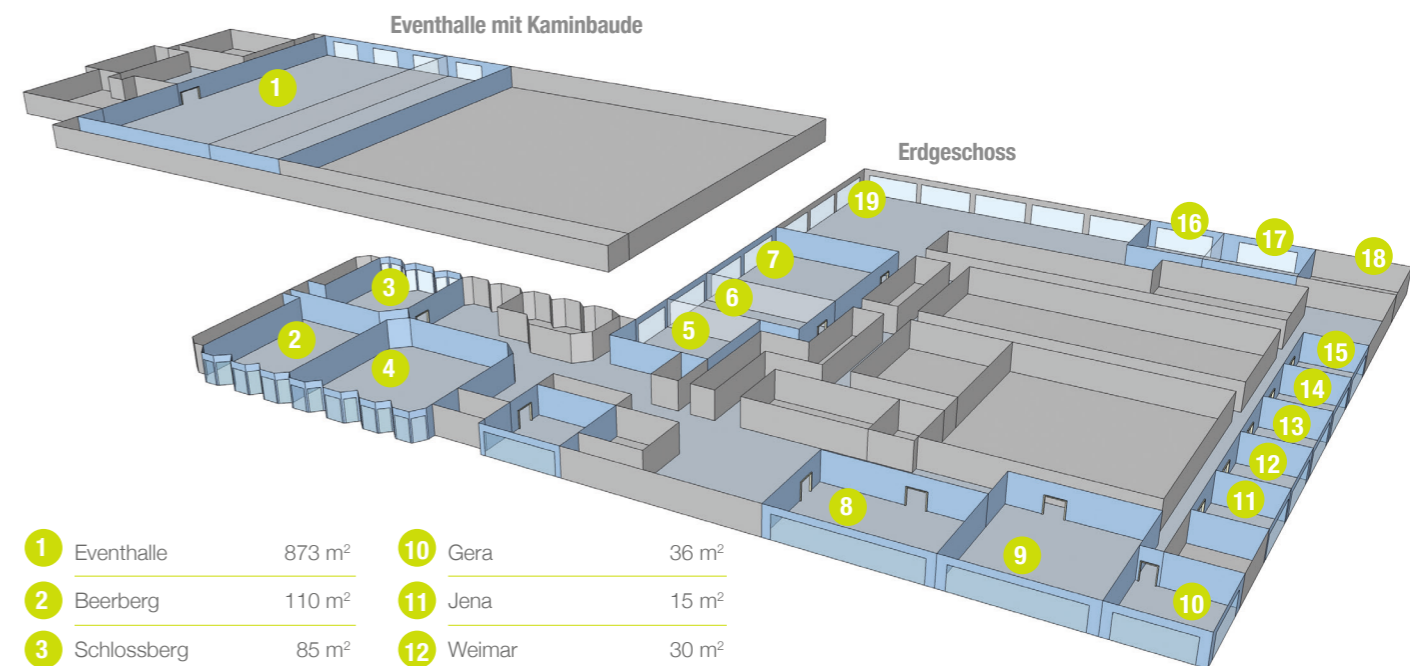 Eventhalle mit Kaminbaude
1
Erdgeschoss
19
16
17
18
7
3
6
5
2
4
15
14
13
12
11
8
9
10
1 Eventhalle 873 m²
2 Beerberg 110 m²
3 Schlossberg 85 m²
10 Gera 36 m²
11 Jena 15 m²
12 Weimar 30 m²